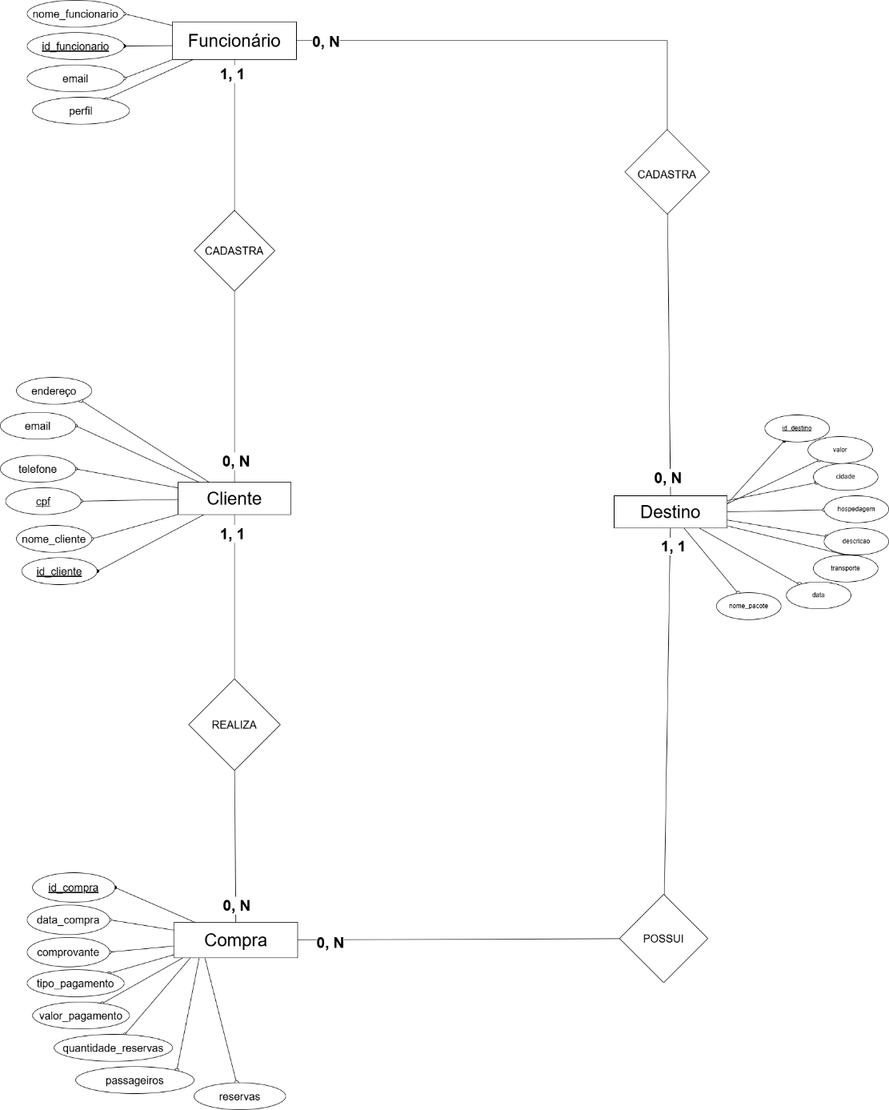 nome_funcionario
Funcionário
0, N
id_funcionario
1, 1
email
perfil
CADASTRA
CADASTRA
endereço
email
telefone
cpf
nome_cliente
id_cliente
0, N
Cliente
1, 1
0, N
Destino
1, 1
id_destino
valor
cidade
hospedagem
descricao
transporte
data
nome_pacote
REALIZA
0, N
id_compra
data_compra
comprovante
tipo_pagamento
valor_pagamento
quantidade_reservas
passageiros
reservas
Compra
0, N
POSSUI